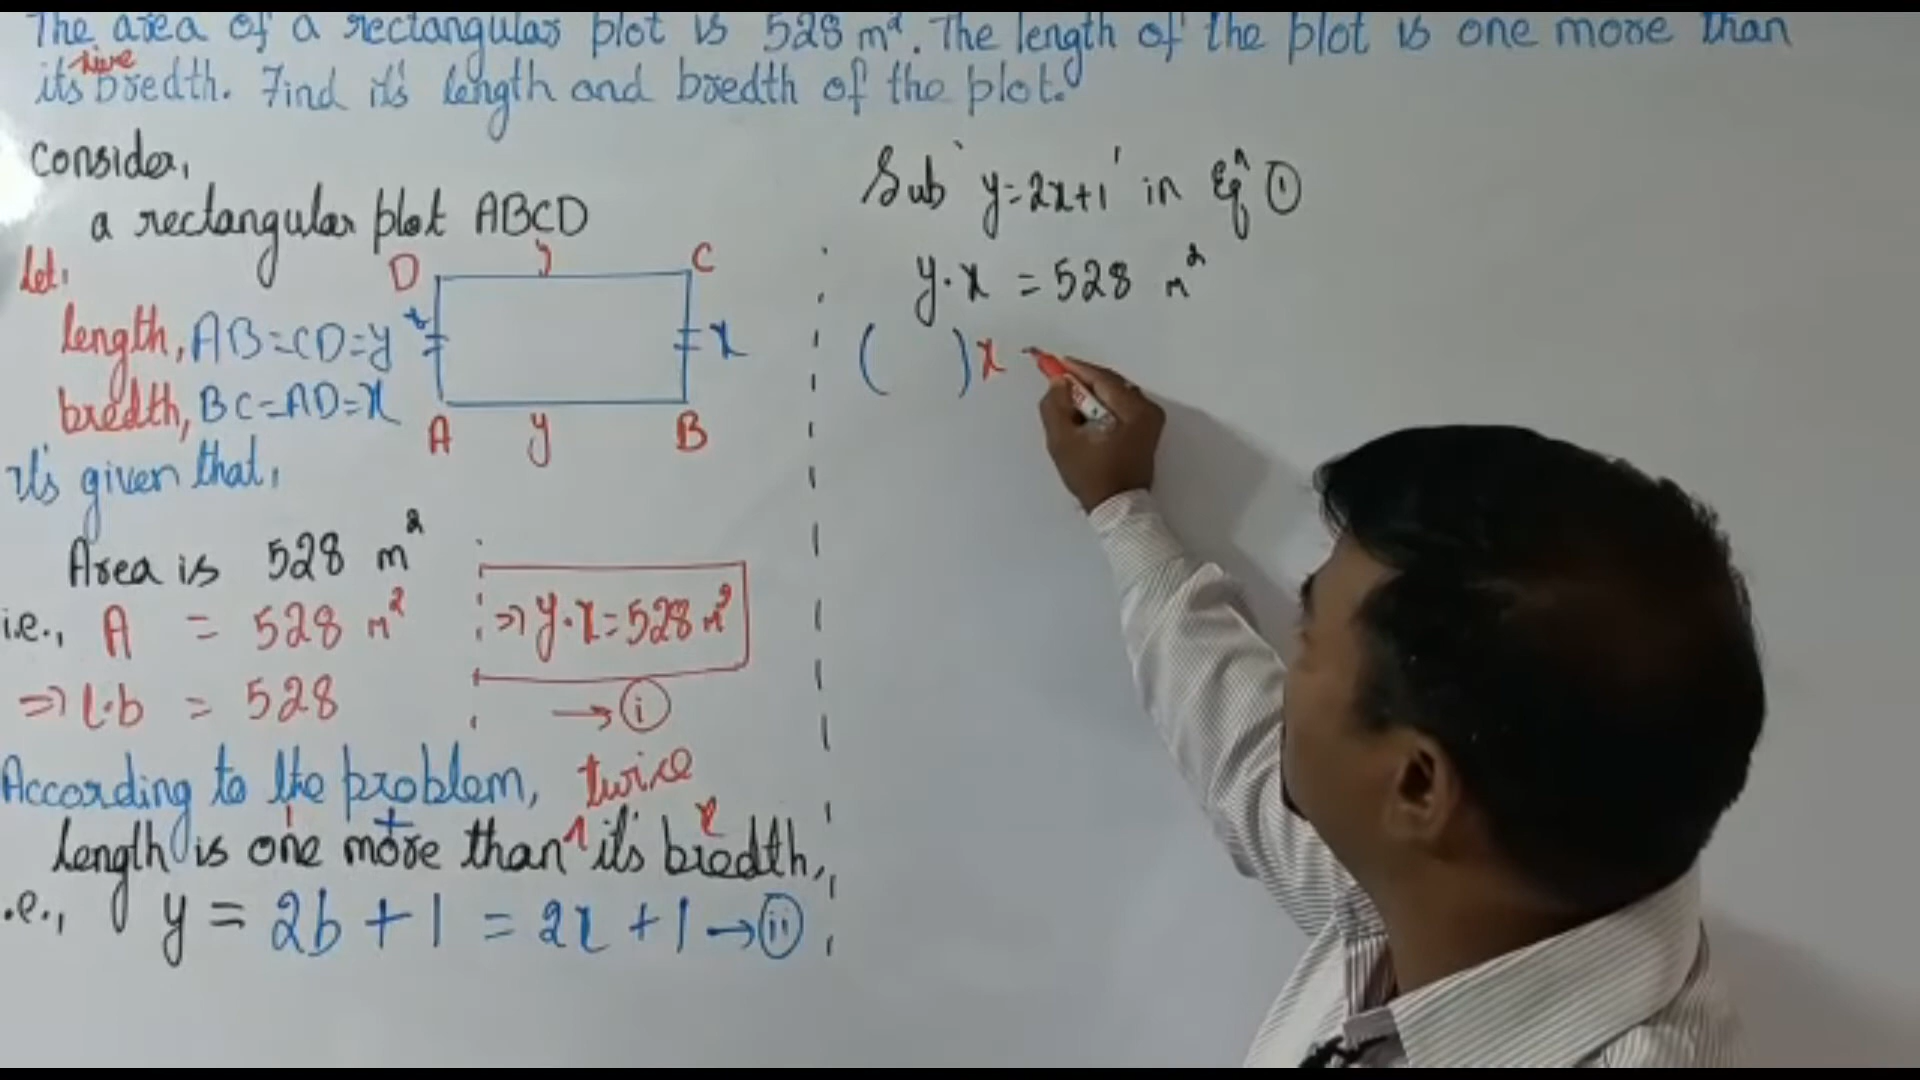 The area of a rectangular plot is 528 m². The length of the plot is one more than
its bredth. Find it's length and bredth of the plot.
Consider,
a rectangular plot ABCD
Let,
length, AB=CD=y
bredth, BC=AD=x
D y C
x x
A y B
it's given that,
Area is 528 m²
i.e., A = 528 m²
⇒ l·b = 528
⇒ y·x=528 m²
→ (i)
According to the problem, twice
1 + x
Length is one more than it's bredth,
.e., y = 2b + 1 = 2x + 1 → (ii)
Sub 'y=2x+1' in Eqⁿ (1)
y·x = 528 m²
( )x